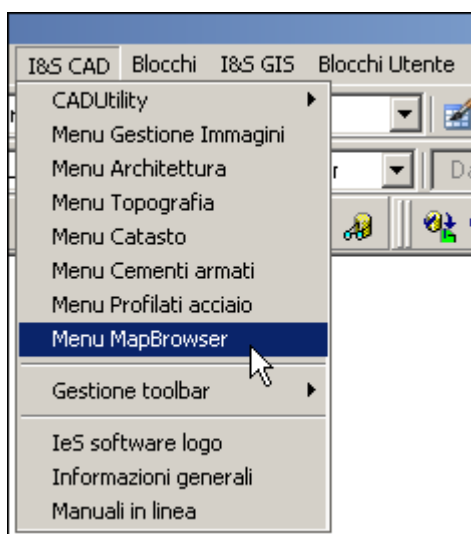 I&S CAD Blocchi I&S GIS Blocchi Utente
CADUtility
Menu Gestione Immagini
Menu Architettura
Menu Topografia
Menu Catasto
Menu Cementi armati
Menu Profilati acciaio
Menu MapBrowser
Gestione toolbar
IeS software logo
Informazioni generali
Manuali in linea